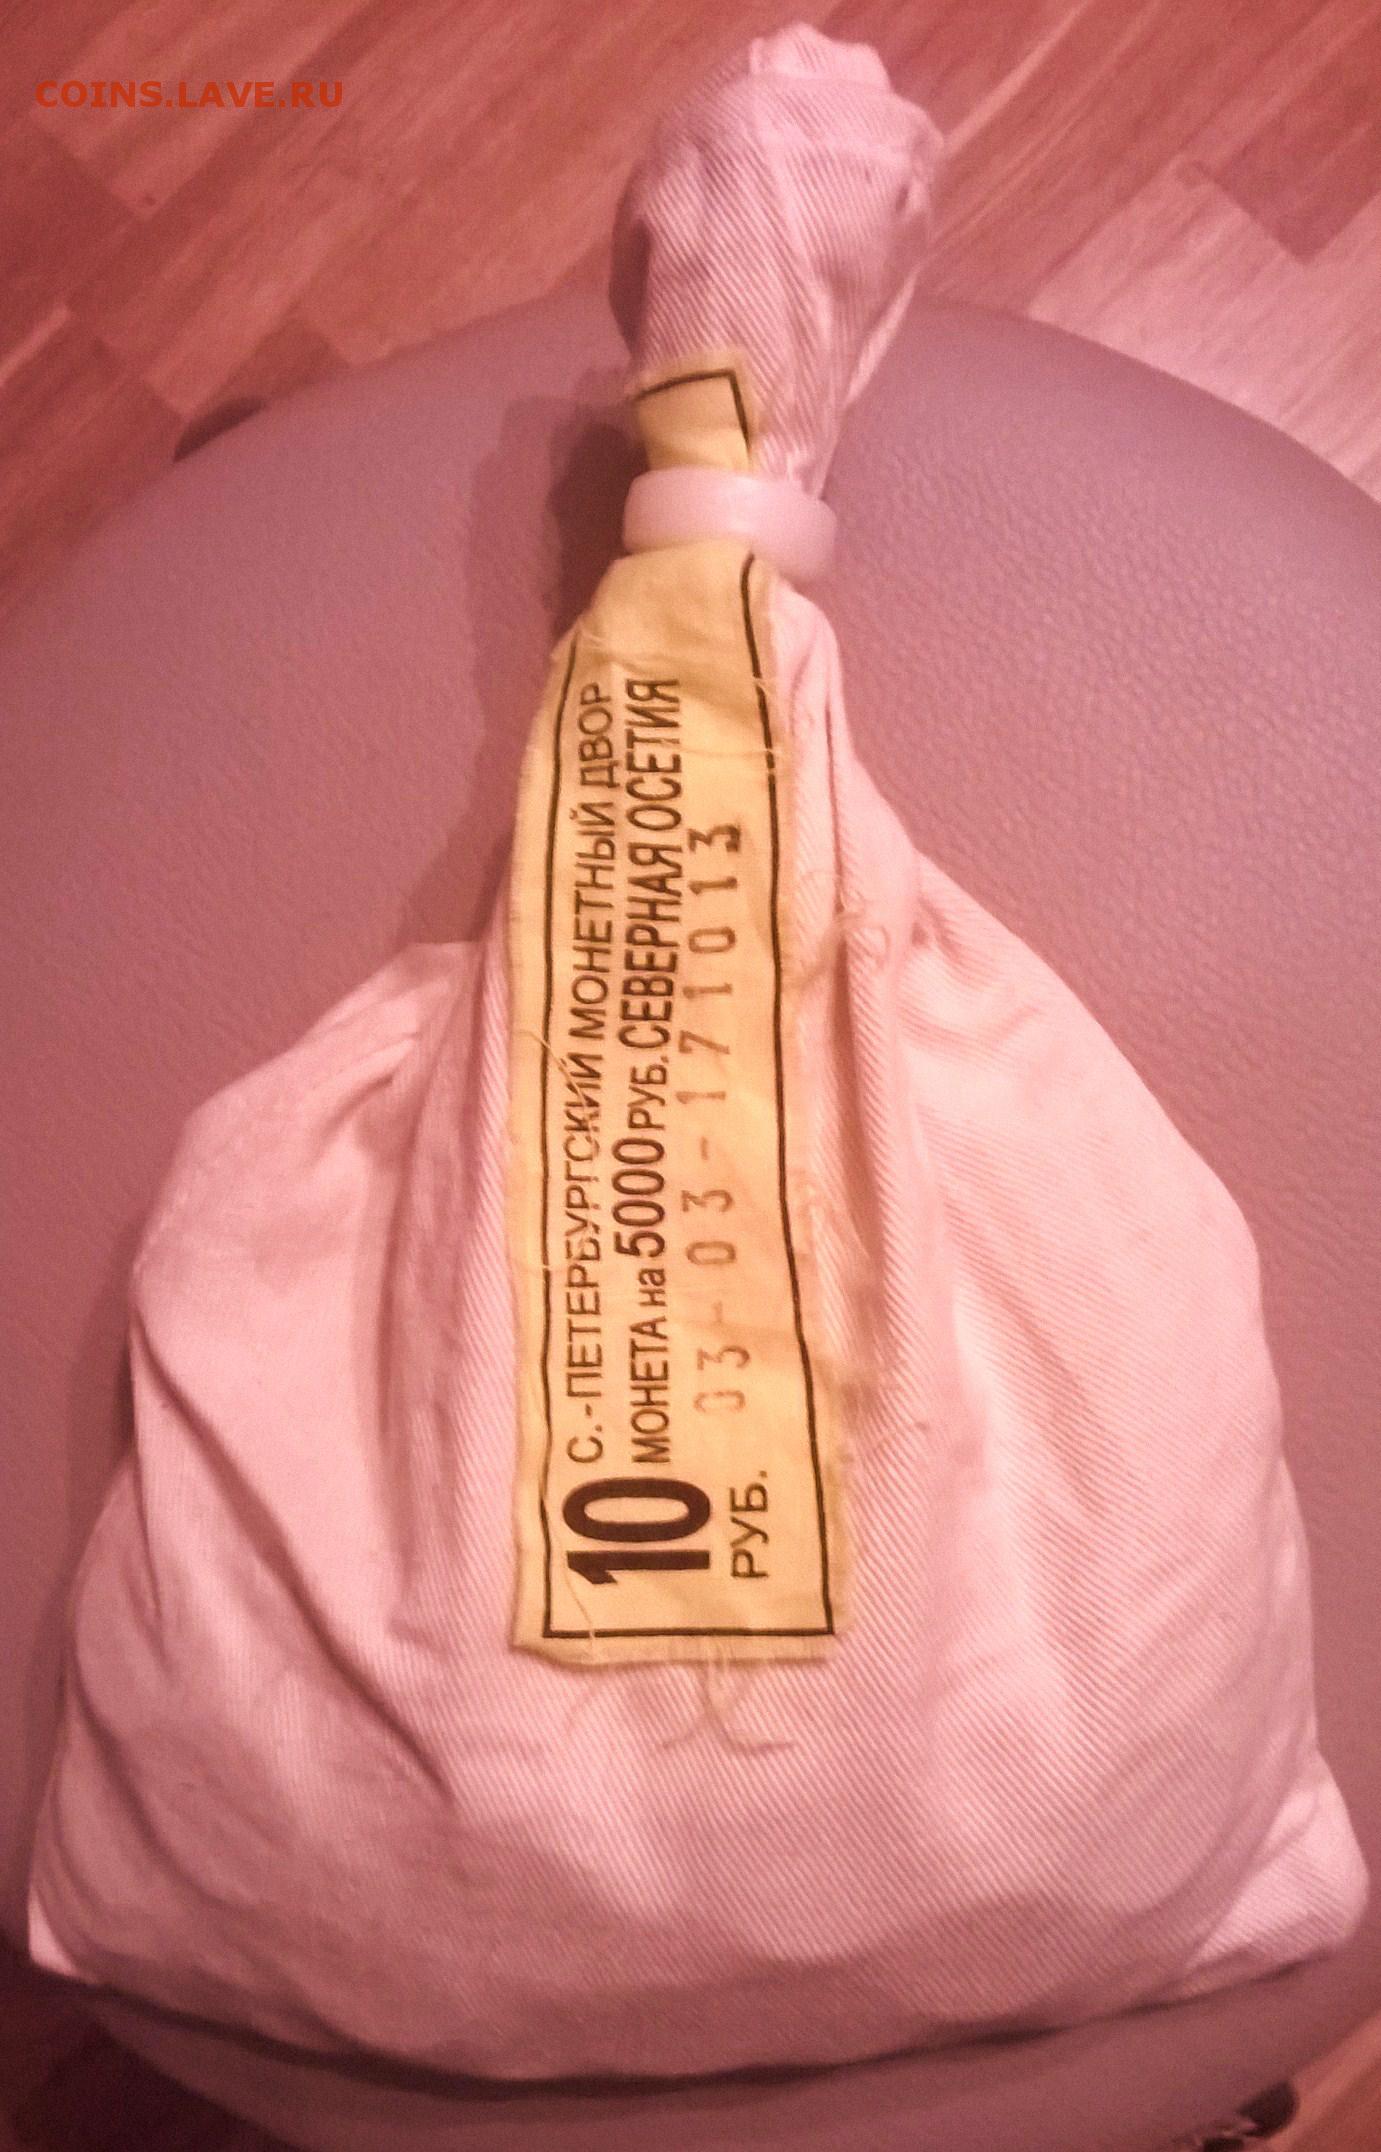 COINS.LAVE.RU
С.-ПЕТЕРБУРГСКИЙ МОНЕТНЫЙ ДВОР
10 МОНЕТА на 5000 РУБ. СЕВЕРНАЯ ОСЕТИЯ
03-03-171013
РУБ.